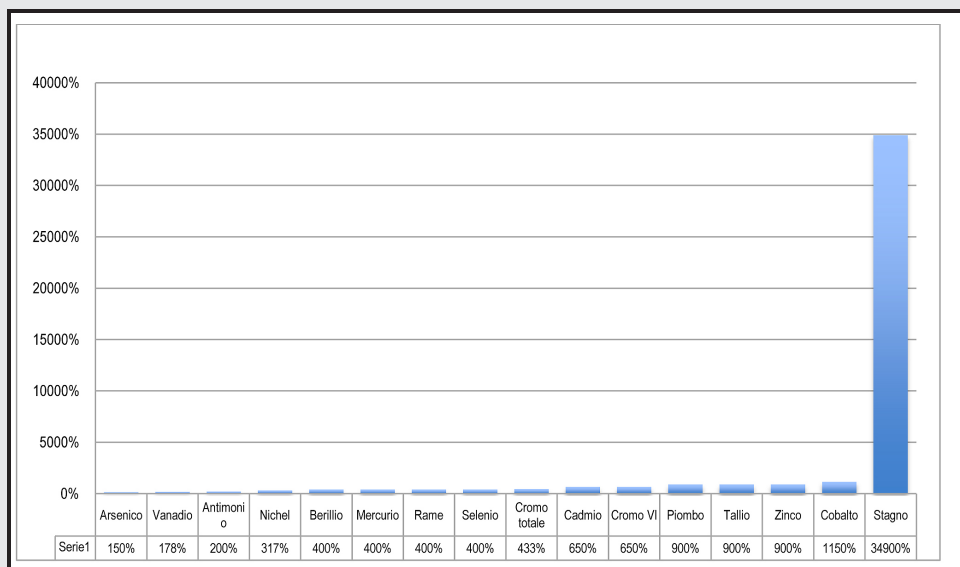 40000%
35000%
30000%
25000%
20000%
15000%
10000%
5000%
0%
Arsenico Vanadio Antimoni
o Nichel Berillio Mercurio Rame Selenio Cromo
totale Cadmio Cromo VI Piombo Tallio Zinco Cobalto Stagno
Serie1 150% 178% 200% 317% 400% 400% 400% 400% 433% 650% 650% 900% 900% 900% 1150% 34900%